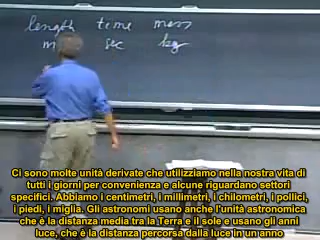 length time mass
m sec kg
Ci sono molte unità derivate che utilizziamo nella nostra vita di
tutti i giorni per convenienza e alcune riguardano settori
specifici. Abbiamo i centimetri, i millimetri, i chilometri, i pollici,
i piedi, i miglia. Gli astronomi usano anche l'unità astronomica
che è la distanza media tra la Terra e il sole e usano gli anni
luce, che è la distanza percorsa dalla luce in un anno